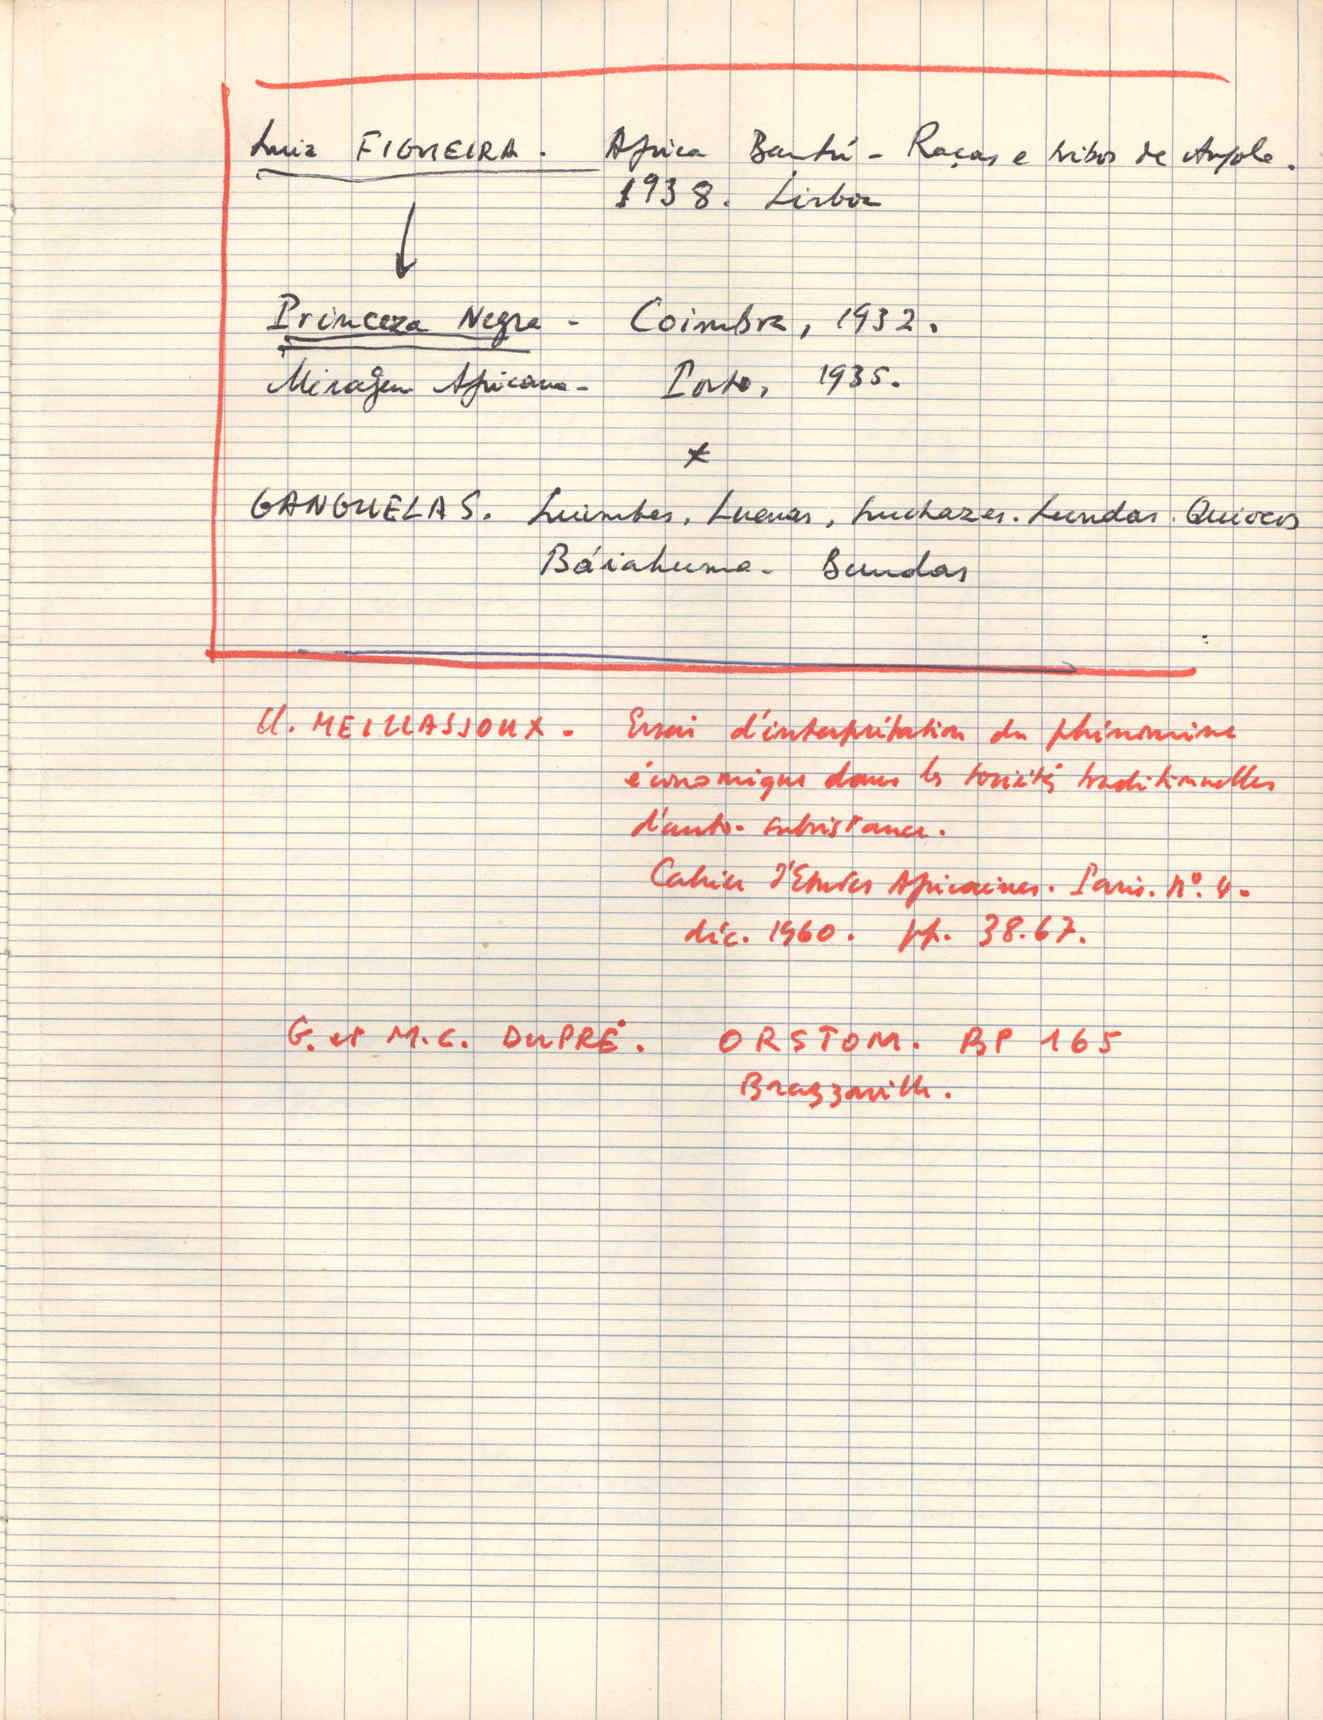 Luiz FIGUEIRA. Africa Bantú - Raças e tribos de Angola.
1938. Lisboa
Princeza Negra - Coimbra, 1932.
Miragem Africana - Porto, 1935.
*
GANGUELAS. Luimbes, Luenas, Luchazes. Lundas. Quiocos
Báiahuma - Bundas
Cl. MEILLASSOUX. Essai d'interprétation du phénomène
économique dans les sociétés traditionnelles
d'auto-subsistance.
Cahier d'Etudes Africaines. Paris. n°. 4.
déc. 1960. pp. 38.67.
G. et M.C. DUPRÉ. ORSTOM. BP 165
Brazzaville.